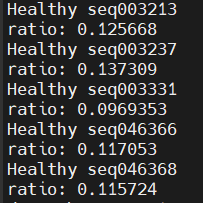 Healthy seq003213
ratio: 0.125668
Healthy seq003237
ratio: 0.137309
Healthy seq003331
ratio: 0.0969353
Healthy seq046366
ratio: 0.117053
Healthy seq046368
ratio: 0.115724